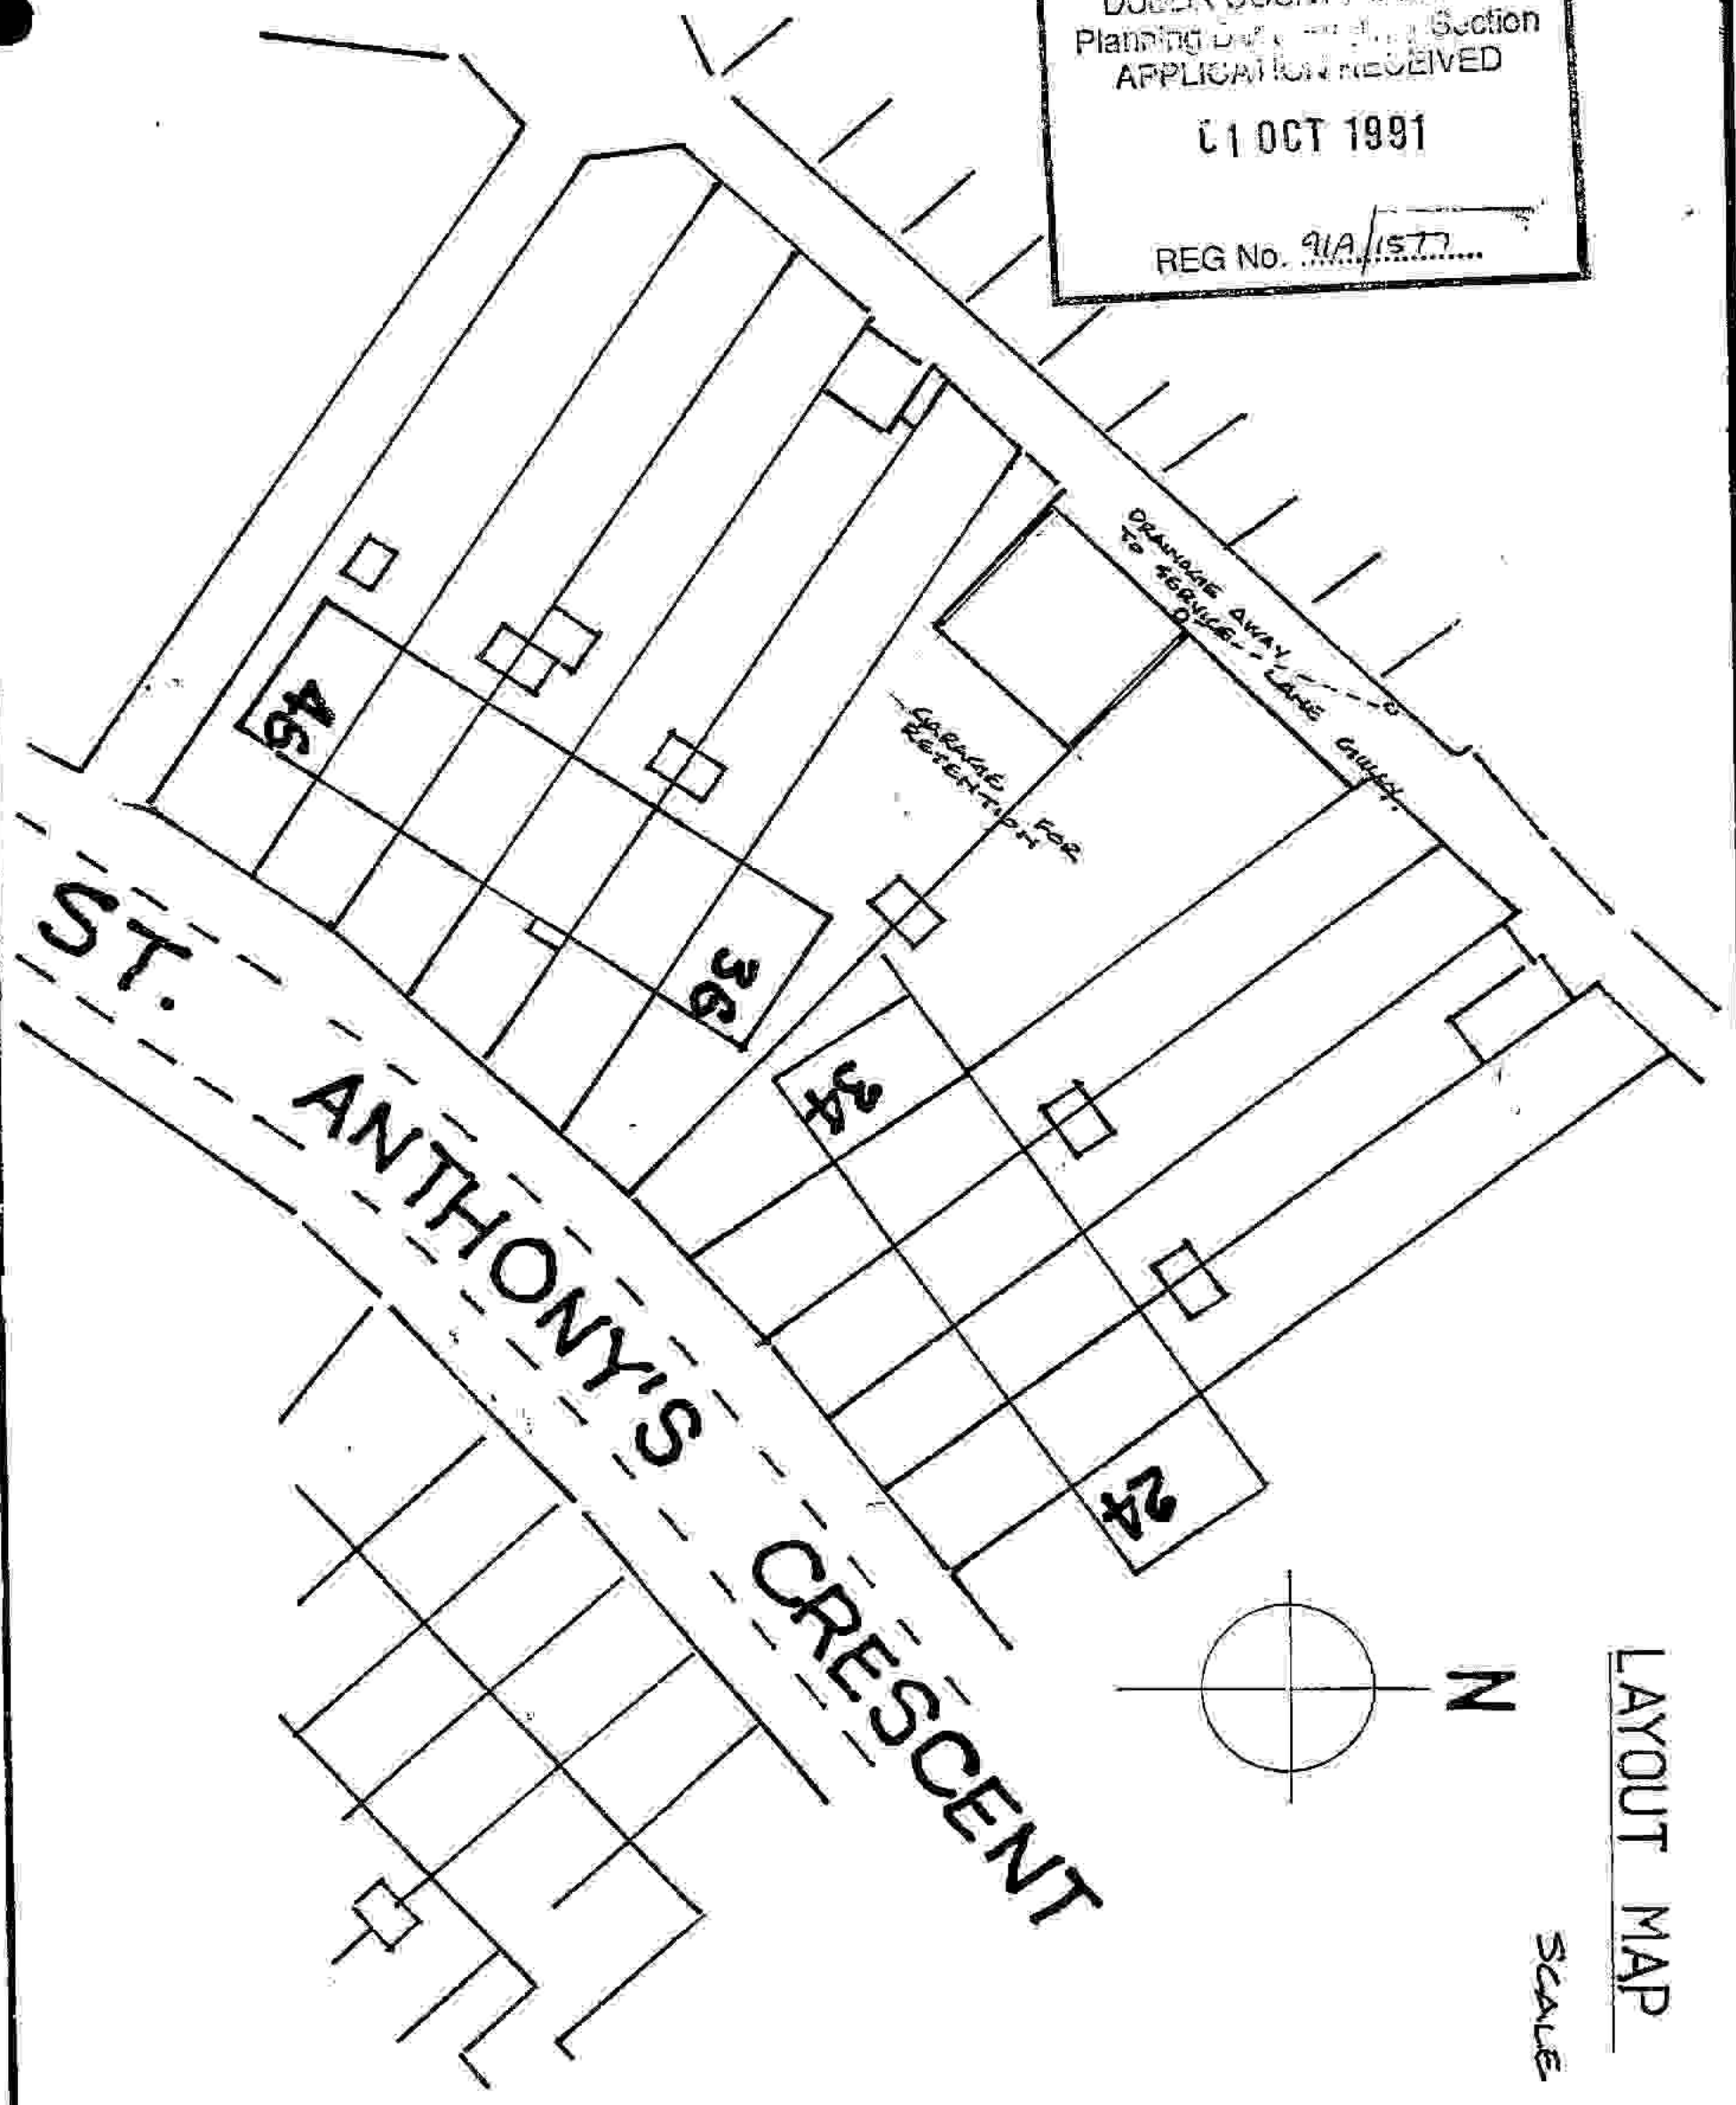 Planning Section
APPLICATION RECEIVED
01 OCT 1991
REG No. 91A/1577
LAYOUT MAP
SCALE
N
DRAINAGE AWAY
TO SERVICE LANE GULLY.
GARAGE FOR
RETENTION
46
36
34
24
ST. ANTHONY'S CRESCENT